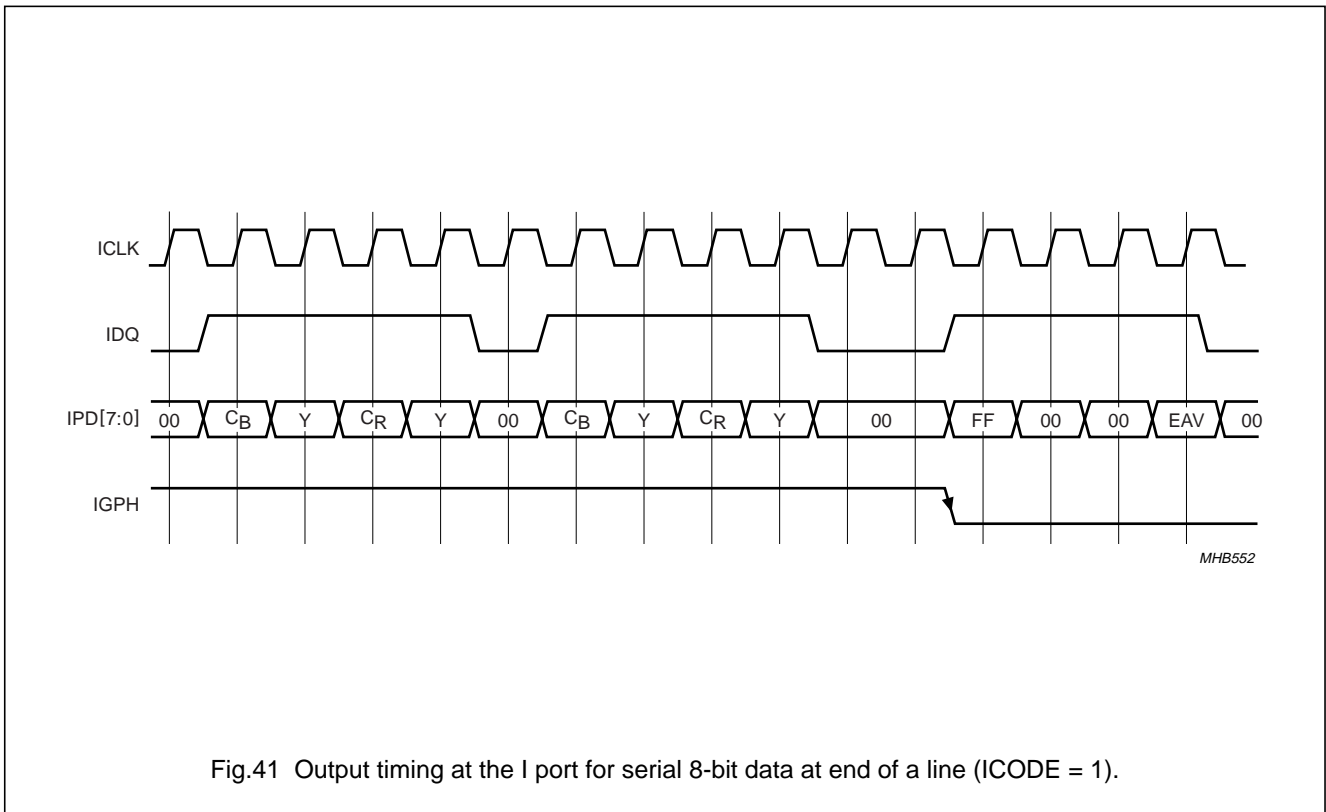 ICLK
IDQ
IPD[7:0] 00 CB Y CR Y 00 CB Y CR Y 00 FF 00 00 EAV 00
IGPH
MHB552
Fig.41 Output timing at the I port for serial 8-bit data at end of a line (ICODE = 1).